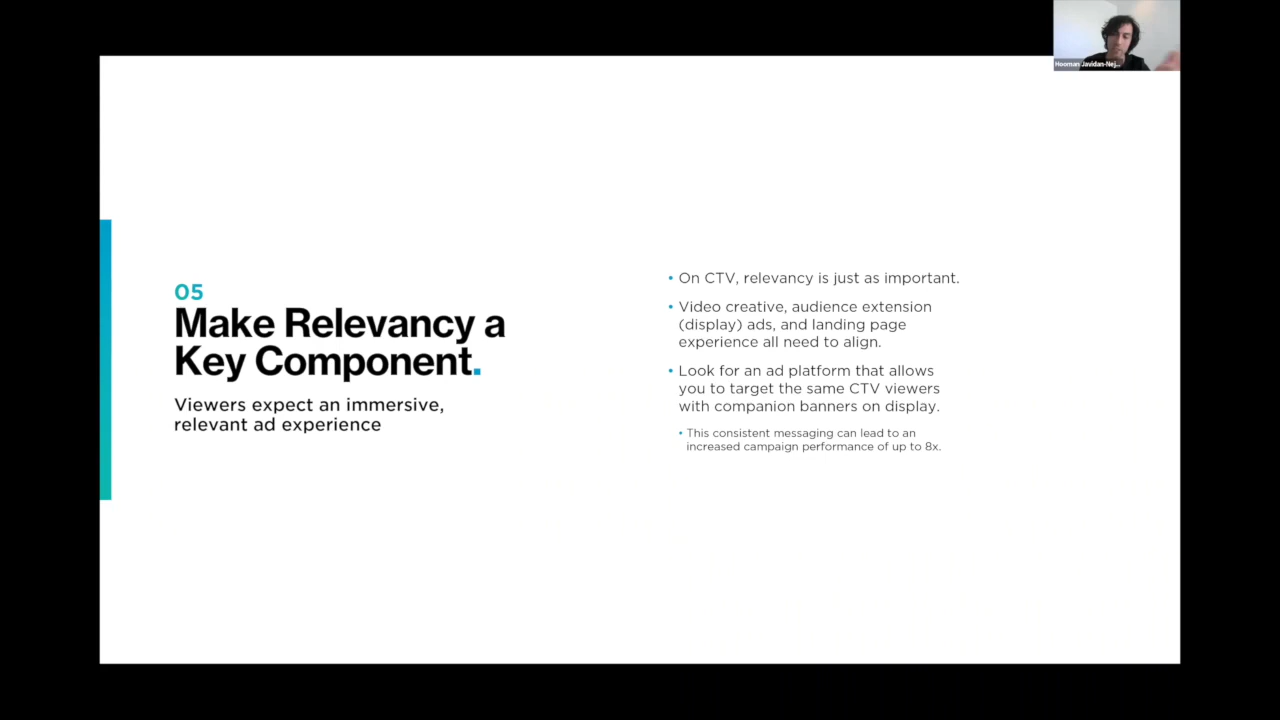 Hooman Javidan-Nej...
05
Make Relevancy a
Key Component.
Viewers expect an immersive,
relevant ad experience
• On CTV, relevancy is just as important.
• Video creative, audience extension
(display) ads, and landing page
experience all need to align.
• Look for an ad platform that allows
you to target the same CTV viewers
with companion banners on display.
• This consistent messaging can lead to an
increased campaign performance of up to 8x.